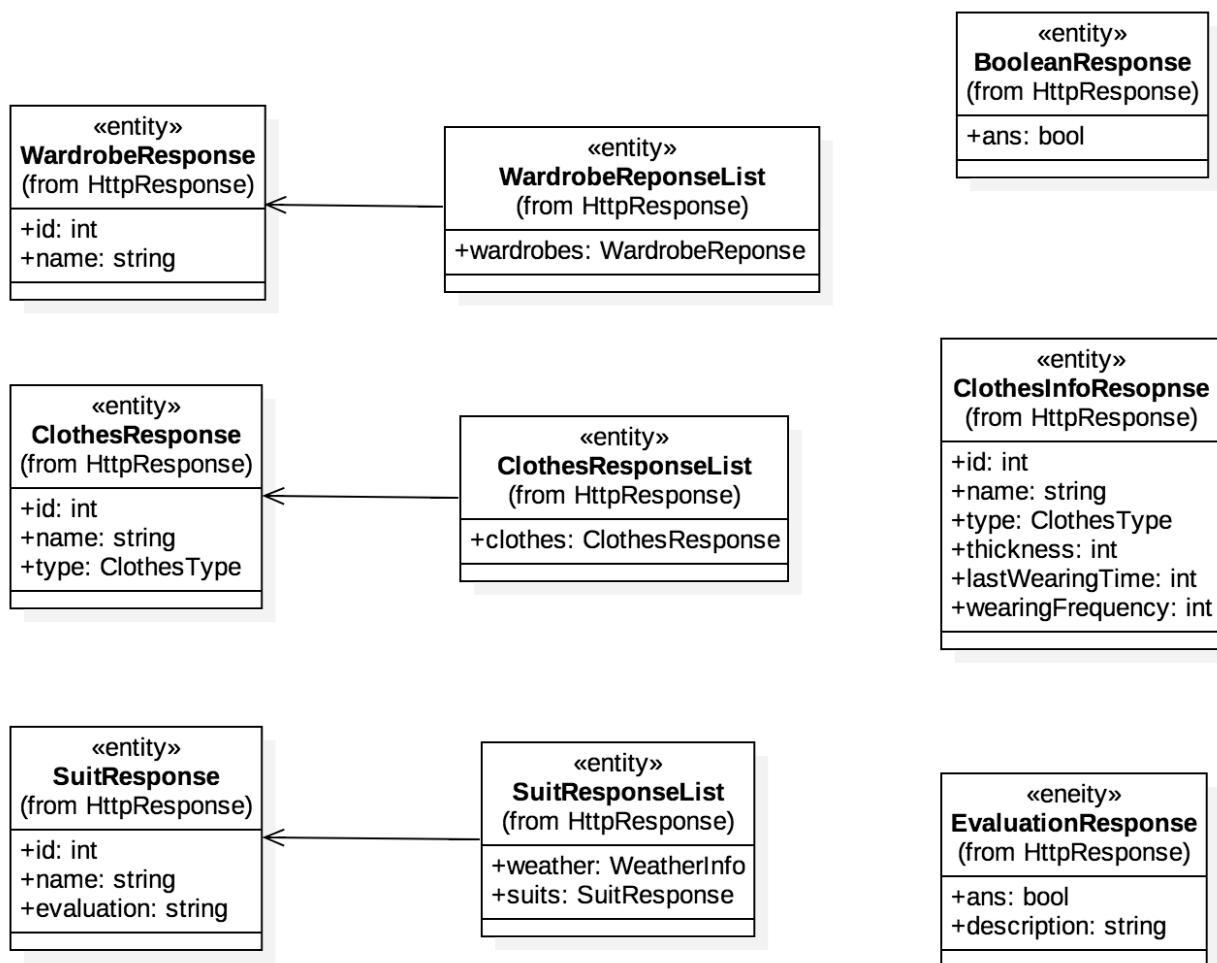 «entity»
WardrobeResponse
(from HttpResponse)
+id: int
+name: string
«entity»
WardrobeReponseList
(from HttpResponse)
+wardrobes: WardrobeReponse
«entity»
BooleanResponse
(from HttpResponse)
+ans: bool
«entity»
ClothesResponse
(from HttpResponse)
+id: int
+name: string
+type: ClothesType
«entity»
ClothesResponseList
(from HttpResponse)
+clothes: ClothesResponse
«entity»
ClothesInfoResopnse
(from HttpResponse)
+id: int
+name: string
+type: ClothesType
+thickness: int
+lastWearingTime: int
+wearingFrequency: int
«entity»
SuitResponse
(from HttpResponse)
+id: int
+name: string
+evaluation: string
«entity»
SuitResponseList
(from HttpResponse)
+weather: WeatherInfo
+suits: SuitResponse
«eneity»
EvaluationResponse
(from HttpResponse)
+ans: bool
+description: string